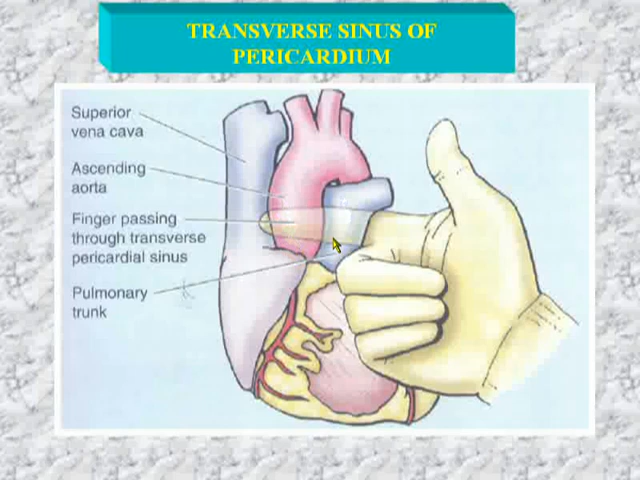 TRANSVERSE SINUS OF
PERICARDIUM
Superior
vena cava
Ascending
aorta
Finger passing
through transverse
pericardial sinus
Pulmonary
trunk